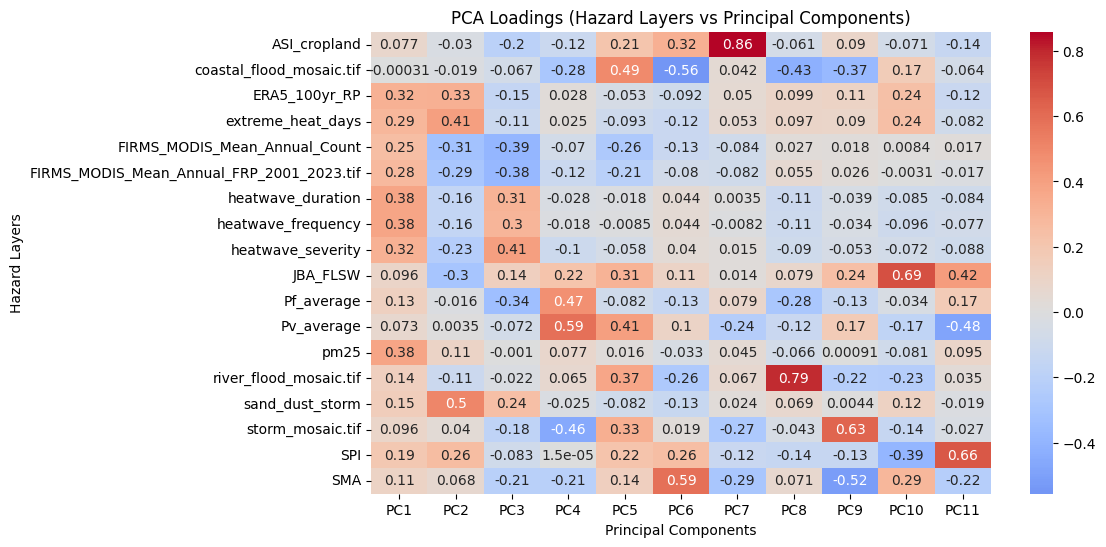 PCA Loadings (Hazard Layers vs Principal Components)
ASI_cropland 0.077 -0.03 -0.2 -0.12 0.21 0.32 0.86 -0.061 0.09 -0.071 -0.14
coastal_flood_mosaic.tif -0.00031 -0.019 -0.067 -0.28 0.49 -0.56 0.042 -0.43 -0.37 0.17 -0.064
ERA5_100yr_RP 0.32 0.33 -0.15 0.028 -0.053 -0.092 0.05 0.099 0.11 0.24 -0.12
extreme_heat_days 0.29 0.41 -0.11 0.025 -0.093 -0.12 0.053 0.097 0.09 0.24 -0.082
FIRMS_MODIS_Mean_Annual_Count 0.25 -0.31 -0.39 -0.07 -0.26 -0.13 -0.084 0.027 0.018 0.0084 0.017
FIRMS_MODIS_Mean_Annual_FRP_2001_2023.tif 0.28 -0.29 -0.38 -0.12 -0.21 -0.08 -0.082 0.055 0.026 -0.0031 0.017
heatwave_duration 0.38 -0.16 0.31 -0.028 -0.018 0.044 0.0035 -0.11 -0.039 -0.085 -0.084
heatwave_frequency 0.38 -0.16 0.3 -0.018 -0.0085 0.044 -0.0082 -0.11 -0.034 -0.096 -0.077
heatwave_severity 0.32 -0.23 0.41 -0.1 -0.058 0.04 0.015 -0.09 -0.053 -0.072 -0.088
JBA_FLSW 0.096 -0.3 0.14 0.22 0.31 0.11 0.014 0.079 0.24 0.69 0.42
Pf_average 0.13 -0.016 -0.34 0.47 -0.082 -0.13 0.079 -0.28 -0.13 -0.034 0.17
Pv_average 0.073 0.0035 -0.072 0.59 0.41 0.1 -0.24 -0.12 0.17 -0.17 -0.48
pm25 0.38 0.11 -0.001 0.077 0.016 -0.033 0.045 -0.066 0.00091 -0.081 0.095
river_flood_mosaic.tif 0.14 -0.11 -0.022 0.065 0.37 -0.26 0.067 0.79 -0.22 -0.23 0.035
sand_dust_storm 0.15 0.5 0.24 -0.025 -0.082 -0.13 0.024 0.069 0.0044 0.12 -0.019
storm_mosaic.tif 0.096 0.04 -0.18 -0.46 0.33 0.019 -0.27 -0.043 0.63 -0.14 -0.027
SPI 0.19 0.26 -0.083 1.5e-05 0.22 0.26 -0.12 -0.14 -0.13 -0.39 0.66
SMA 0.11 0.068 -0.21 -0.21 0.14 0.59 -0.29 0.071 -0.52 0.29 -0.22
PC1 PC2 PC3 PC4 PC5 PC6 PC7 PC8 PC9 PC10 PC11
Principal Components
Hazard Layers
0.8
0.6
0.4
0.2
0.0
−0.2
−0.4